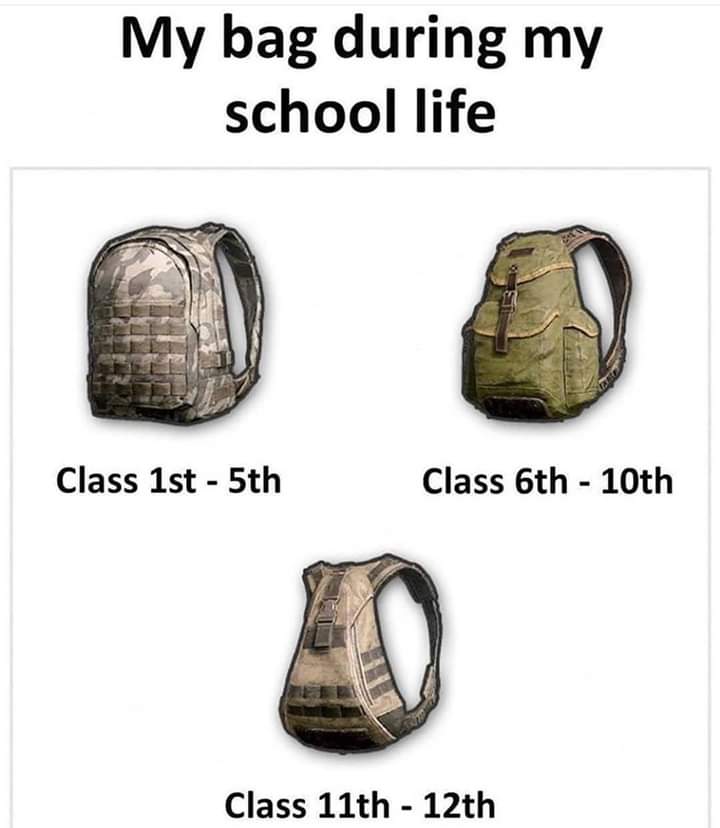 My bag during my
school life
Class 1st - 5th
Class 6th - 10th
Class 11th - 12th